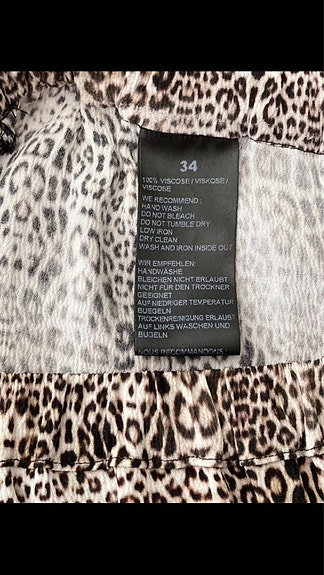 34
100% VISCOSE / VISKOSE /
VISCOSE
WE RECOMMEND :
HAND WASH
DO NOT BLEACH
DO NOT TUMBLE DRY
LOW IRON
DRY CLEAN
WASH AND IRON INSIDE OUT
WIR EMPFEHLEN:
HANDWÄSHE
BLEICHEN NICHT ERLAUBT
NICHT FÜR DEN TROCKNER
GEEIGNET
AUF NIEDRIGER TEMPERATUR
BUEGELN
TROCKENREINIGUNG ERLAUBT
AUF LINKS WASCHEN UND
BÜGELN
NOUS RECOMMANDONS :